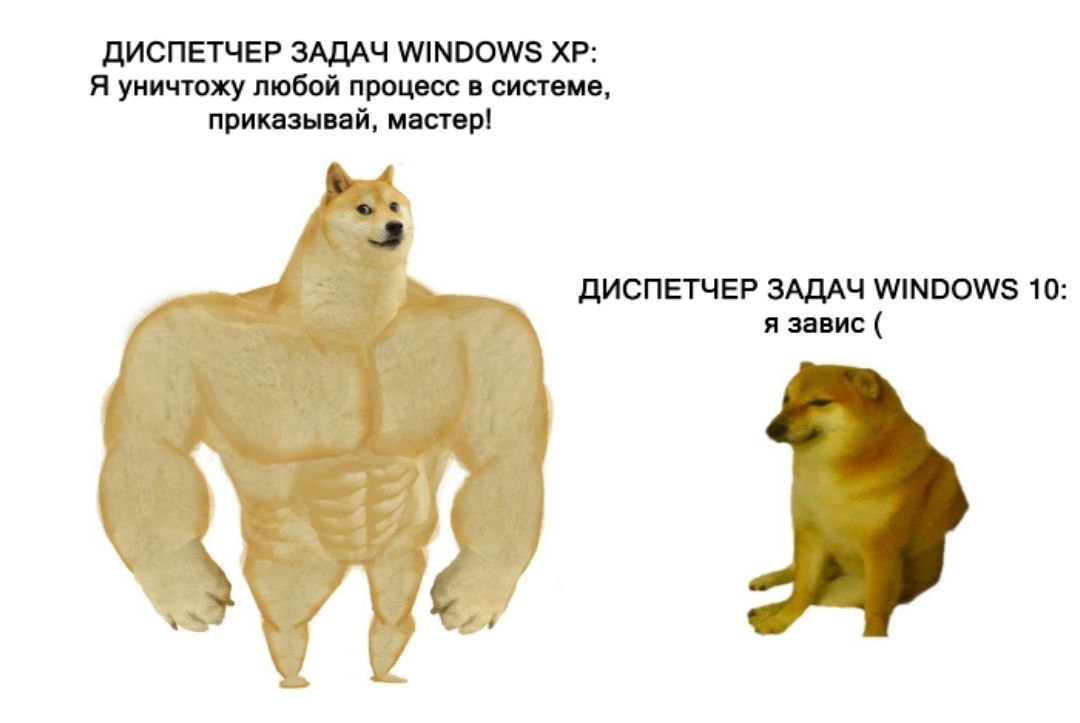 ДИСПЕТЧЕР ЗАДАЧ WINDOWS XP:
Я уничтожу любой процесс в системе,
приказывай, мастер!
ДИСПЕТЧЕР ЗАДАЧ WINDOWS 10:
я завис (